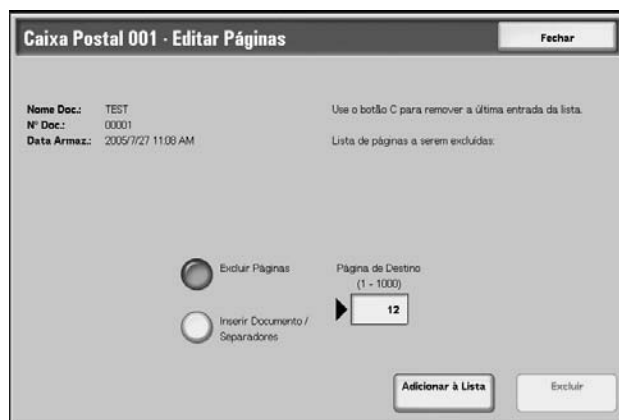 Caixa Postal 001 - Editar Páginas
Fechar
Nome Doc.: TEST
Nº Doc.: 00001
Data Armaz.: 2005/7/27 11:08 AM
Use o botão C para remover a última entrada da lista.
Lista de páginas a serem excluídas:
Excluir Páginas
Inserir Documento /
Separadores
Página de Destino
(1 - 1000)
12
Adicionar à Lista
Excluir